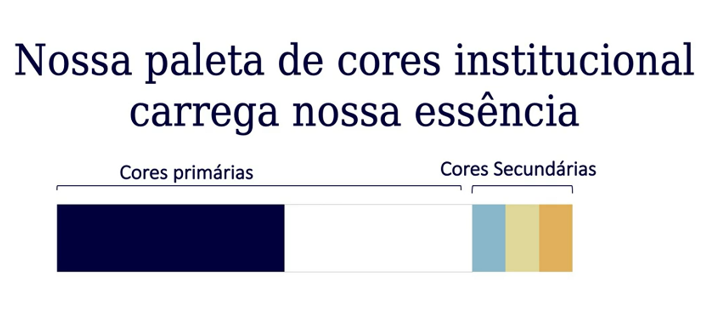 Nossa paleta de cores institucional
carrega nossa essência
Cores primárias
Cores Secundárias